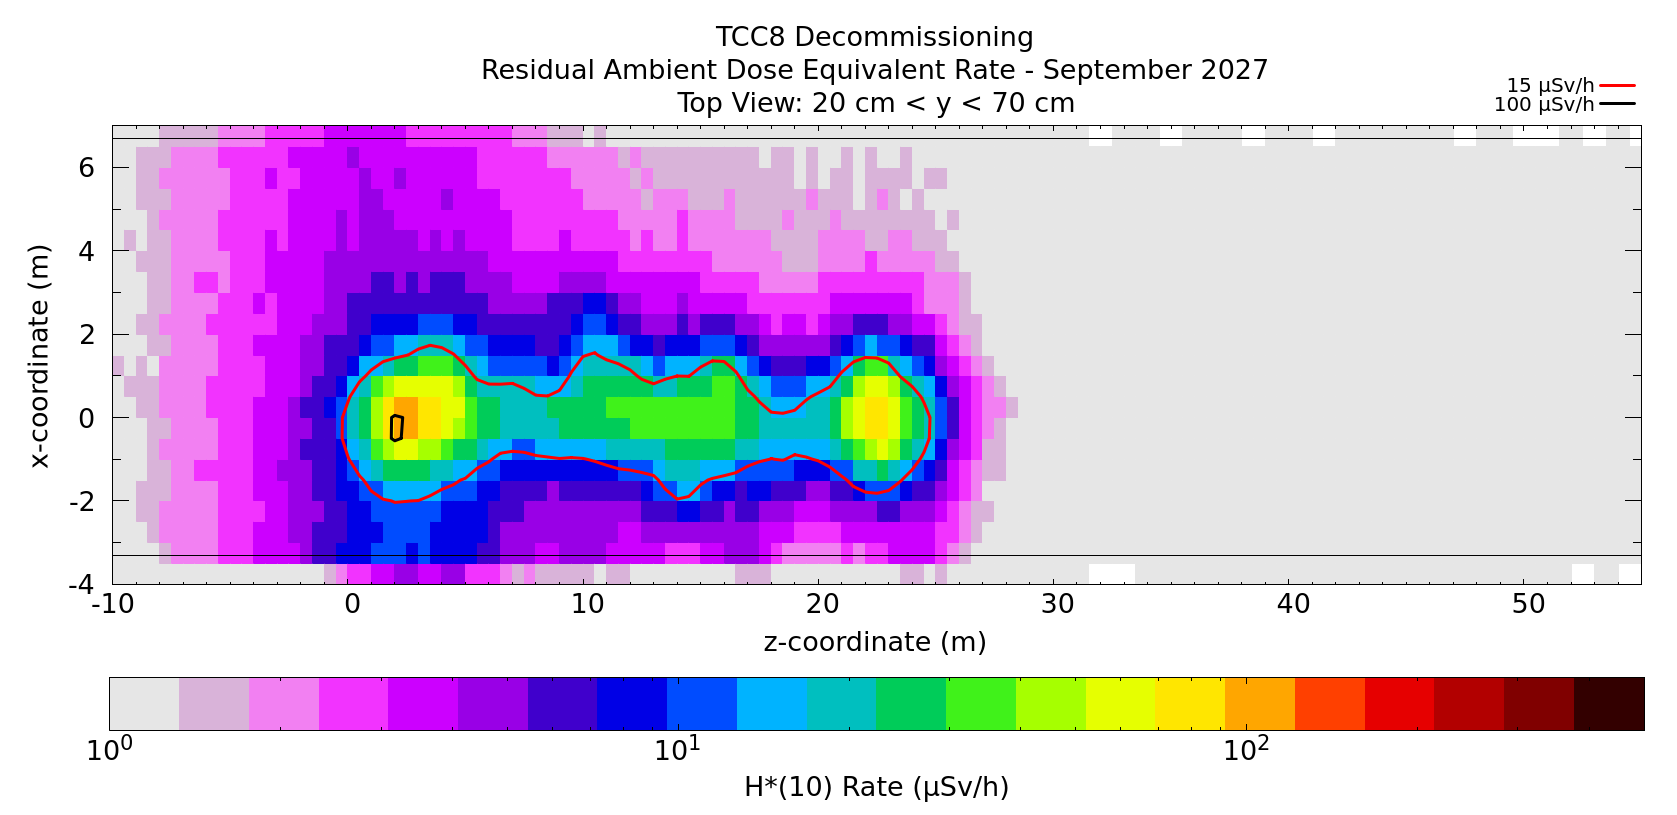 TCC8 Decommissioning
Residual Ambient Dose Equivalent Rate - September 2027
Top View: 20 cm < y < 70 cm
15 µSv/h
100 µSv/h
x-coordinate (m)
6
4
2
0
-2
-4
-10 0 10 20 30 40 50
z-coordinate (m)
10⁰ 10¹ 10²
H*(10) Rate (µSv/h)